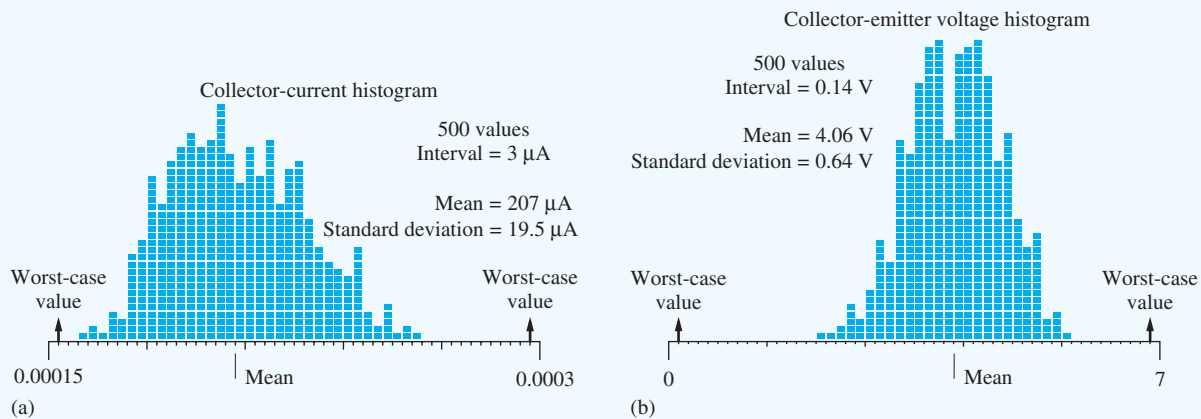 Collector-current histogram
500 values
Interval = 3 μA
Mean = 207 μA
Standard deviation = 19.5 μA
Worst-case
value
Worst-case
value
0.00015
Mean
0.0003
(a)
Collector-emitter voltage histogram
500 values
Interval = 0.14 V
Mean = 4.06 V
Standard deviation = 0.64 V
Worst-case
value
Worst-case
value
0
Mean
7
(b)